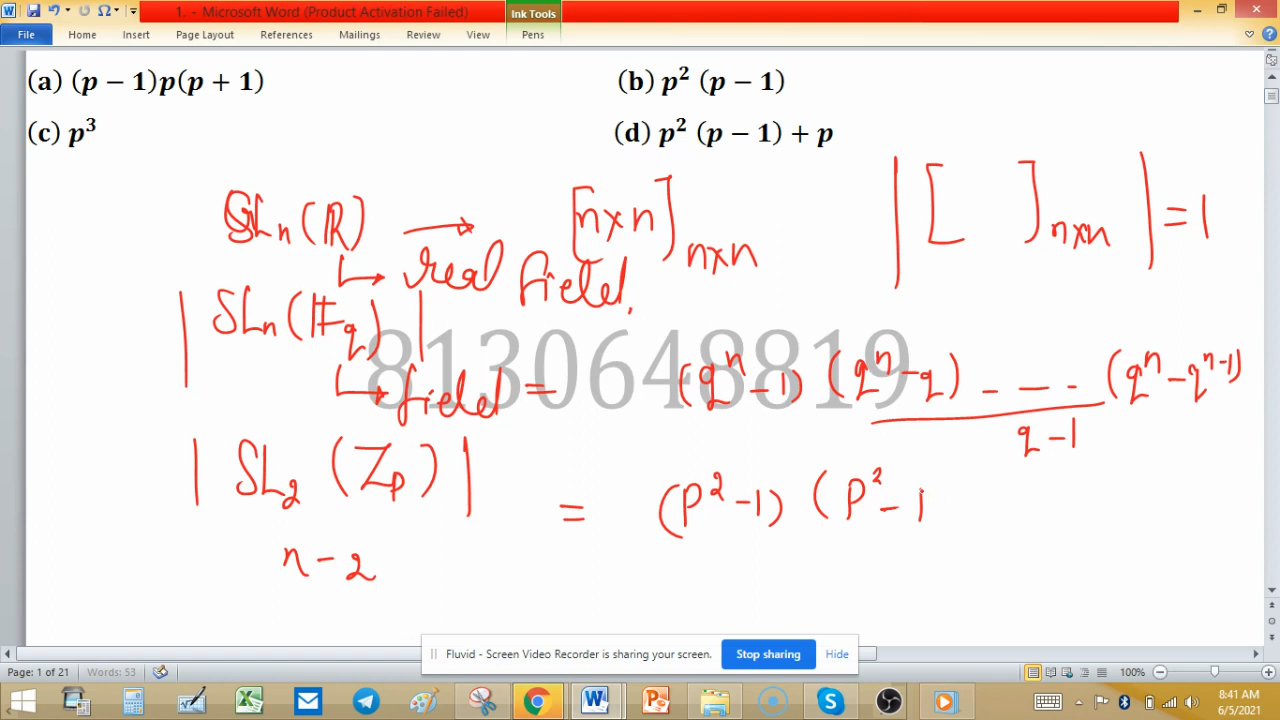 1. - Microsoft Word (Product Activation Failed)
Ink Tools
File Home Insert Page Layout References Mailings Review View Pens
(a) (p − 1)p(p + 1) (b) p² (p − 1)
(c) p³ (d) p² (p − 1) + p
SLn (R) → [n×n]n×n |[ ]n×n| = 1
↳ real field.
|SLn (Fq)|
↳ field = (qⁿ-1) (qⁿ-q) ---- (qⁿ-qⁿ⁻¹)
q-1
8130648819
|SL₂ (Zp)| = (p²-1) (p²-1
n-2
Fluvid - Screen Video Recorder is sharing your screen. Stop sharing Hide
Page: 1 of 21 Words: 53 100%
8:41 AM
6/5/2021